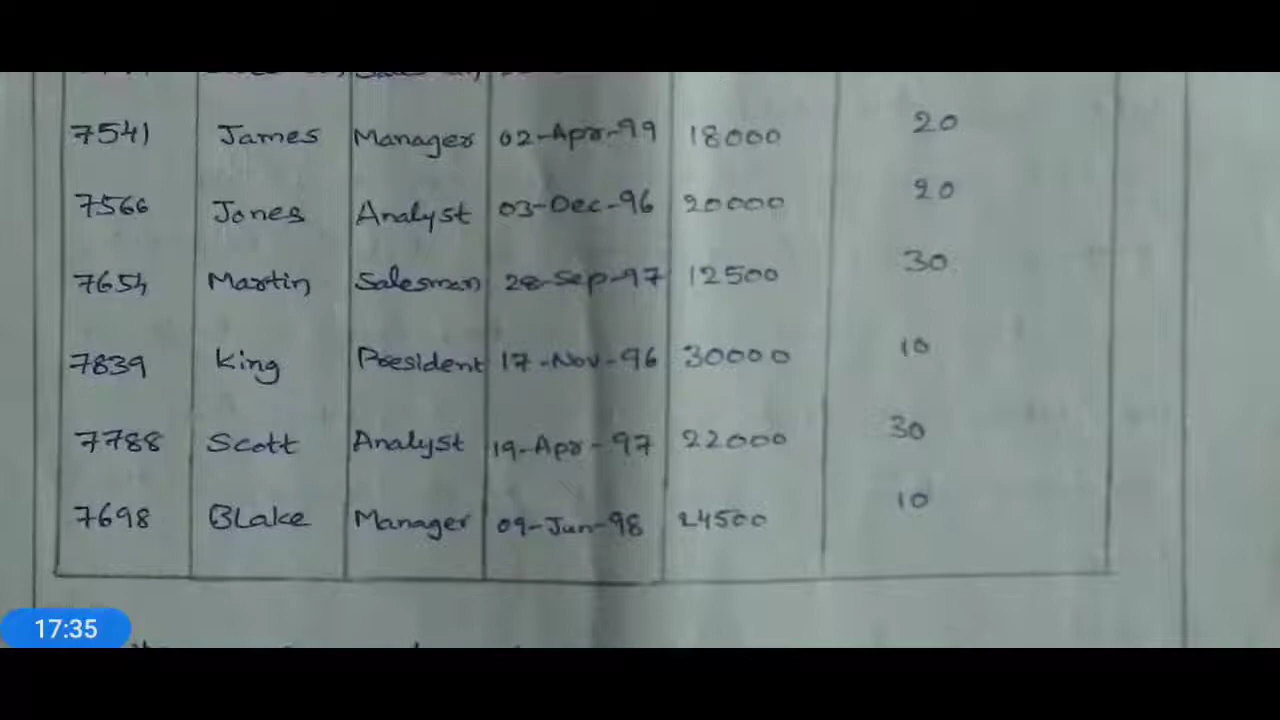 7541 James Manager 02-Apr-99 18000 20
7566 Jones Analyst 03-Dec-96 20000 20
7654 Martin Salesman 28-Sep-97 12500 30
7839 King President 17-Nov-96 30000 10
7788 Scott Analyst 19-Apr-97 22000 30
7698 BLake Manager 09-Jun-98 24500 10
17:35